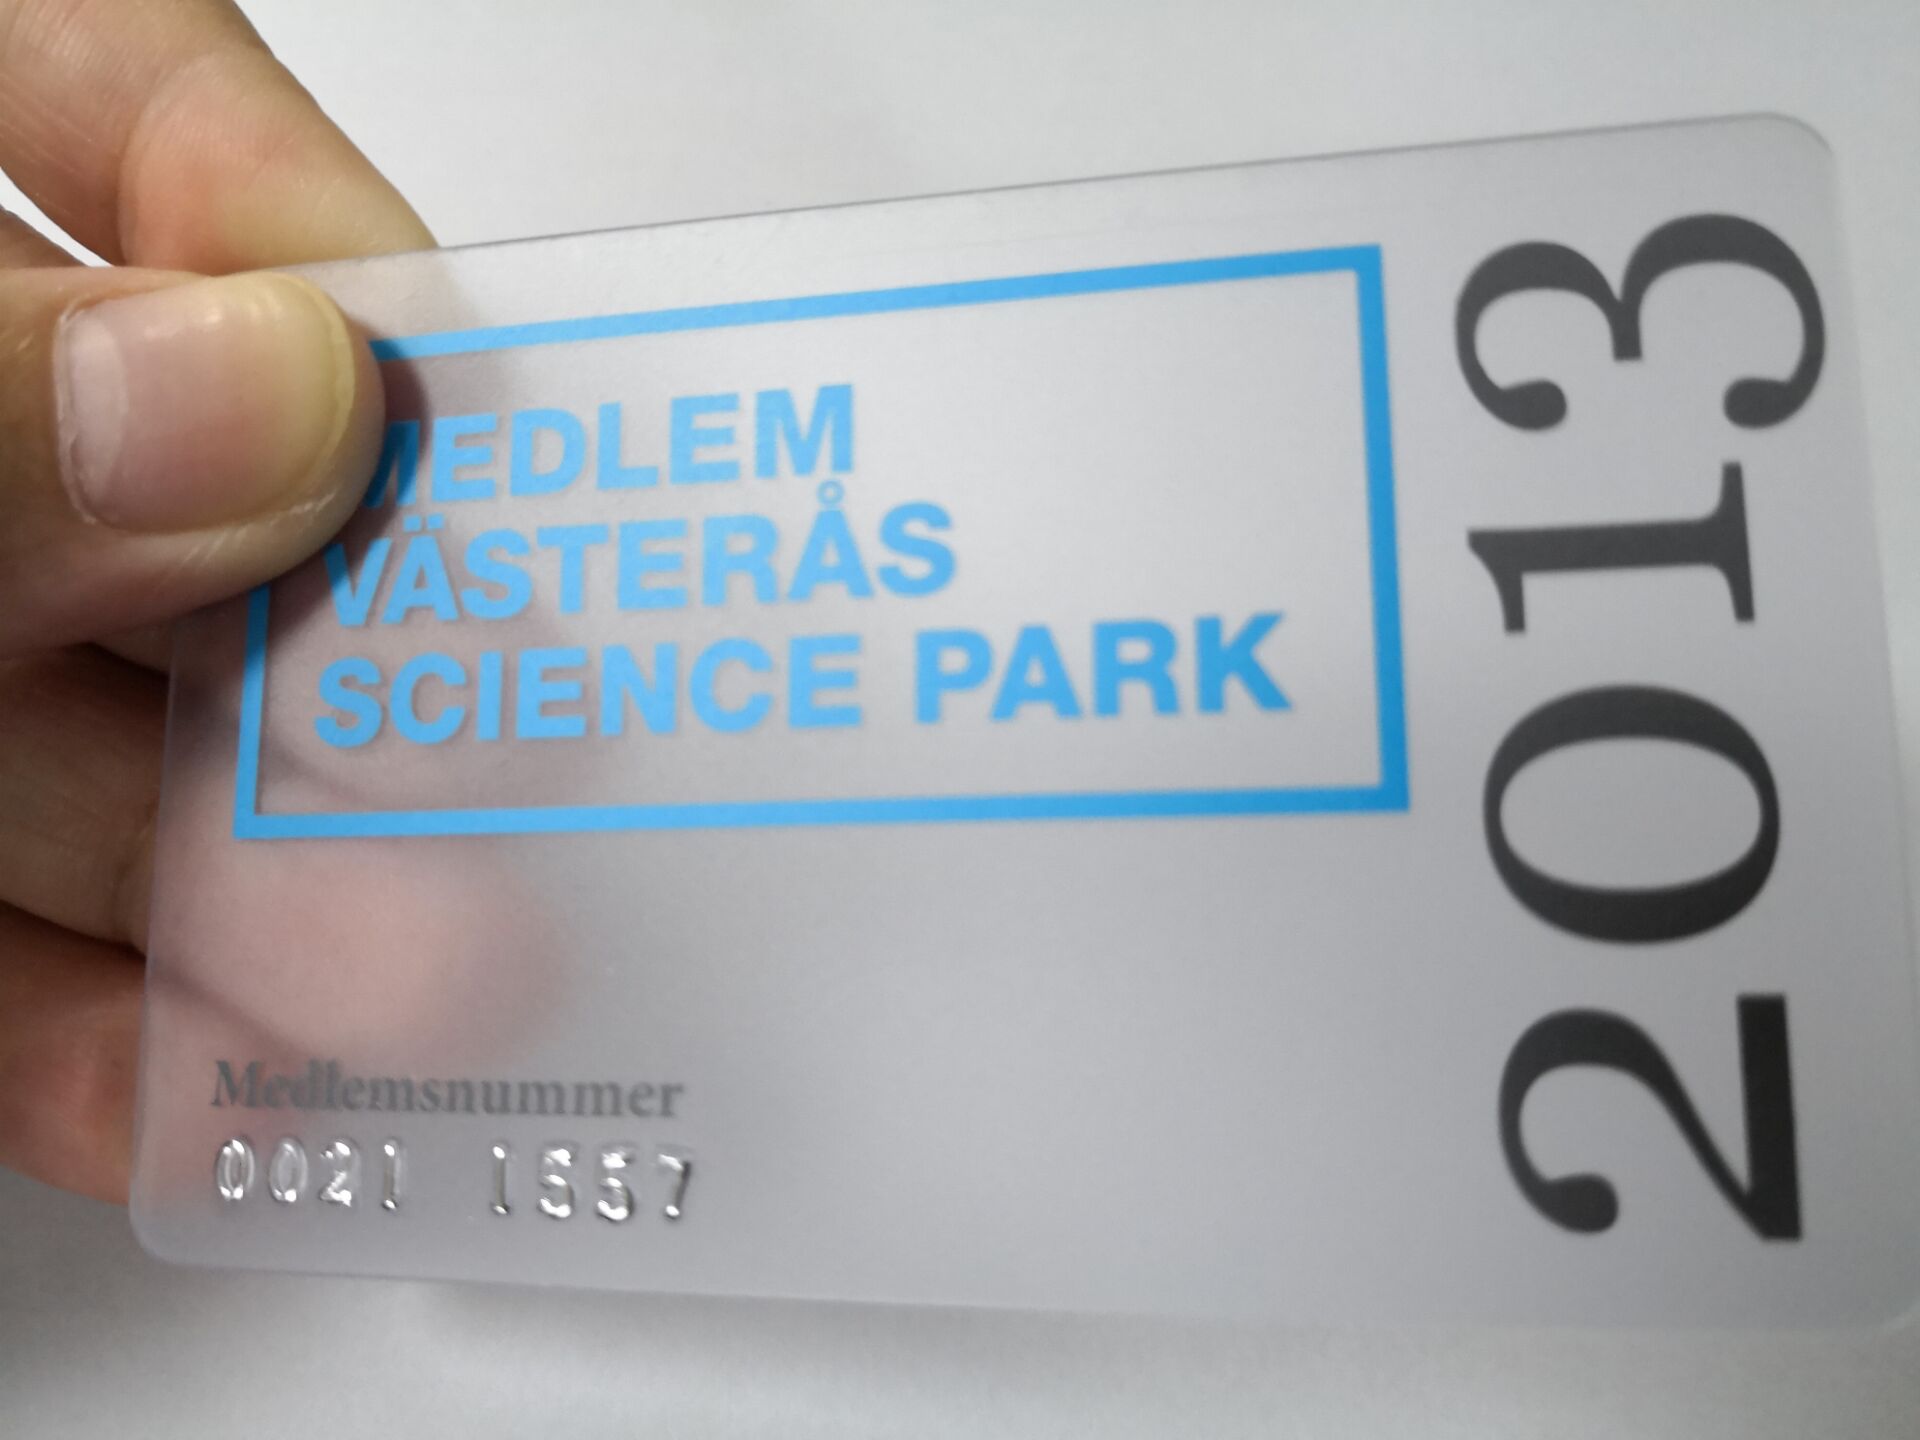 MEDLEM
VÄSTERÅS
SCIENCE PARK
2013
Medlemsnummer
0021 1557